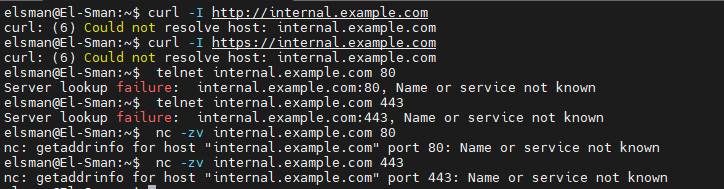 elsman@El-Sman:~$ curl -I http://internal.example.com
curl: (6) Could not resolve host: internal.example.com
elsman@El-Sman:~$ curl -I https://internal.example.com
curl: (6) Could not resolve host: internal.example.com
elsman@El-Sman:~$  telnet internal.example.com 80
Server lookup failure:  internal.example.com:80, Name or service not known
elsman@El-Sman:~$  telnet internal.example.com 443
Server lookup failure:  internal.example.com:443, Name or service not known
elsman@El-Sman:~$  nc -zv internal.example.com 80
nc: getaddrinfo for host "internal.example.com" port 80: Name or service not known
elsman@El-Sman:~$  nc -zv internal.example.com 443
nc: getaddrinfo for host "internal.example.com" port 443: Name or service not known
elsman@El-Sman:~$